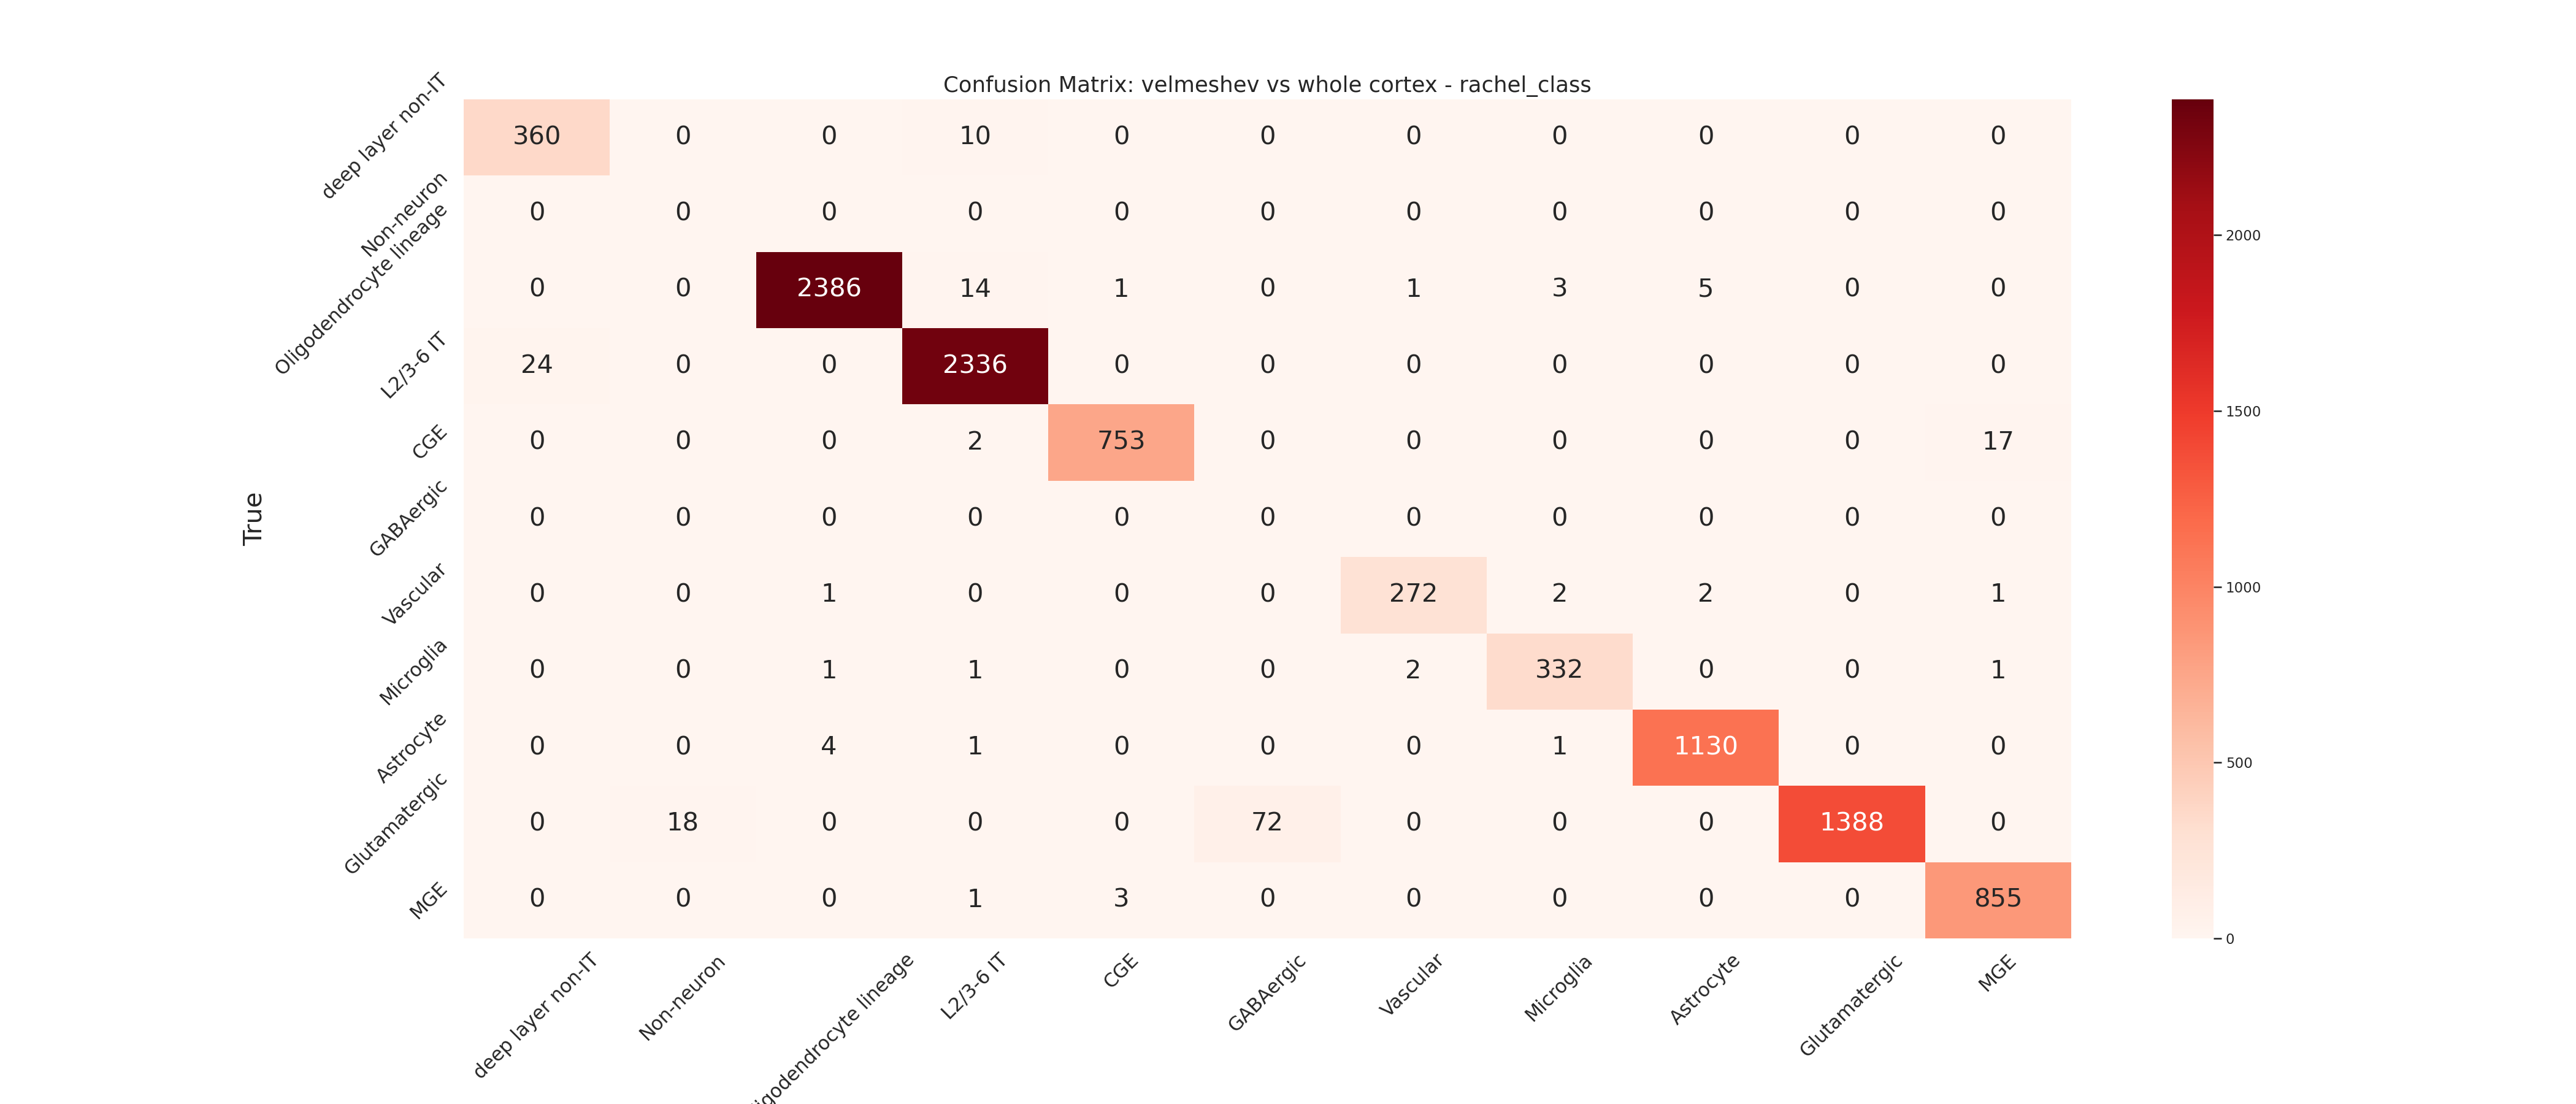 Confusion Matrix: velmeshev vs whole cortex - rachel_class
True
deep layer non-IT 360 0 0 10 0 0 0 0 0 0 0
Non-neuron 0 0 0 0 0 0 0 0 0 0 0
Oligodendrocyte lineage 0 0 2386 14 1 0 1 3 5 0 0
L2/3-6 IT 24 0 0 2336 0 0 0 0 0 0 0
CGE 0 0 0 2 753 0 0 0 0 0 17
GABAergic 0 0 0 0 0 0 0 0 0 0 0
Vascular 0 0 1 0 0 0 272 2 2 0 1
Microglia 0 0 1 1 0 0 2 332 0 0 1
Astrocyte 0 0 4 1 0 0 0 1 1130 0 0
Glutamatergic 0 18 0 0 0 72 0 0 0 1388 0
MGE 0 0 0 1 3 0 0 0 0 0 855
deep layer non-IT Non-neuron igodendrocyte lineage L2/3-6 IT CGE GABAergic Vascular Microglia Astrocyte Glutamatergic MGE
2000
1500
1000
500
0